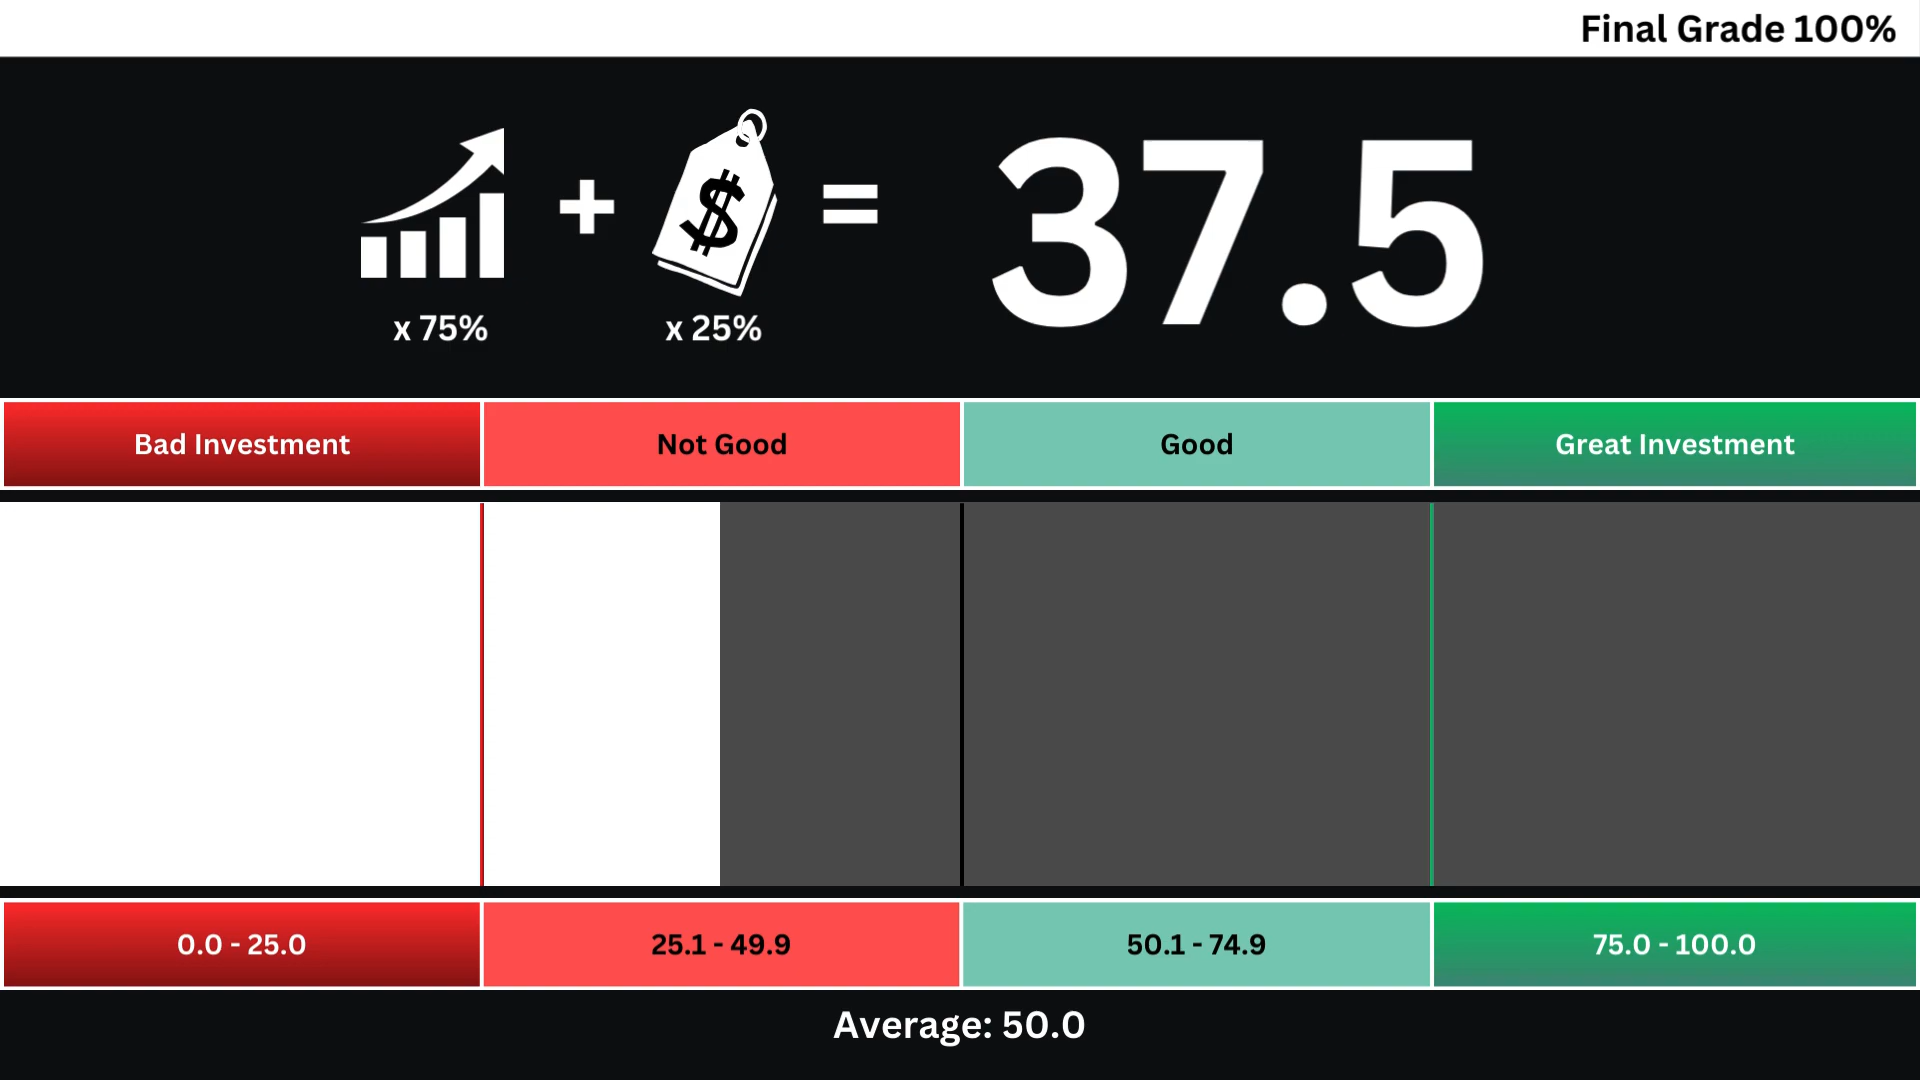 Final Grade 100%
+ $ = 37.5
x 75% x 25%
Bad Investment Not Good Good Great Investment
0.0 - 25.0 25.1 - 49.9 50.1 - 74.9 75.0 - 100.0
Average: 50.0